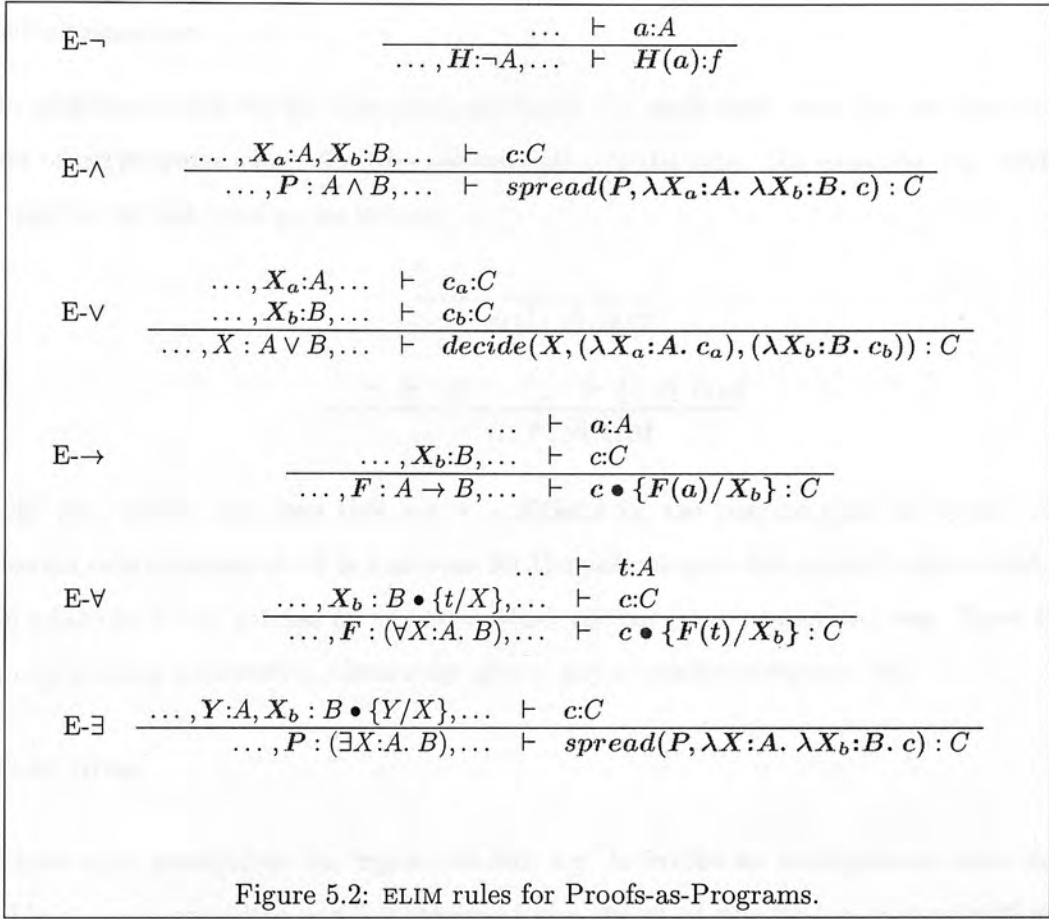 … ⊢ a:A
E-¬
… , H:¬A,… ⊢ H(a):f
… X_a:A, X_b:B,… ⊢ c:C
E-∧
… , P : A ∧ B,… ⊢ spread(P, λX_a:A. λX_b:B. c) : C
… , X_a:A,… ⊢ c_a:C
E-∨ … , X_b:B,… ⊢ c_b:C
… , X : A ∨ B,… ⊢ decide(X, (λX_a:A. c_a), (λX_b:B. c_b)) : C
… ⊢ a:A
E-→ … , X_b:B,… ⊢ c:C
… , F : A → B,… ⊢ c • {F(a)/X_b} : C
… ⊢ t:A
E-∀ … , X_b : B • {t/X},… ⊢ c:C
… , F : (∀X:A. B),… ⊢ c • {F(t)/X_b} : C
… , Y:A, X_b : B • {Y/X},… ⊢ c:C
E-∃
… , P : (∃X:A. B),… ⊢ spread(P, λX:A. λX_b:B. c) : C
Figure 5.2: ELIM rules for Proofs-as-Programs.